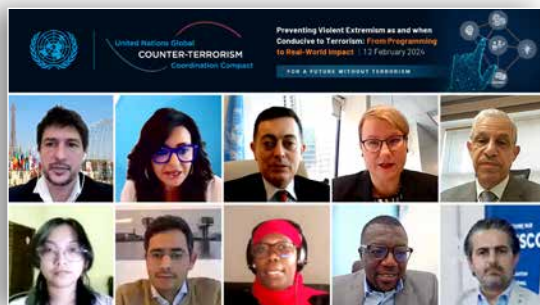 United Nations Global
COUNTER-TERRORISM
Coordination Compact
Preventing Violent Extremism as and when
Conducive to Terrorism: From Programming
to Real-World Impact | 12 February 2024
FOR A FUTURE WITHOUT TERRORISM